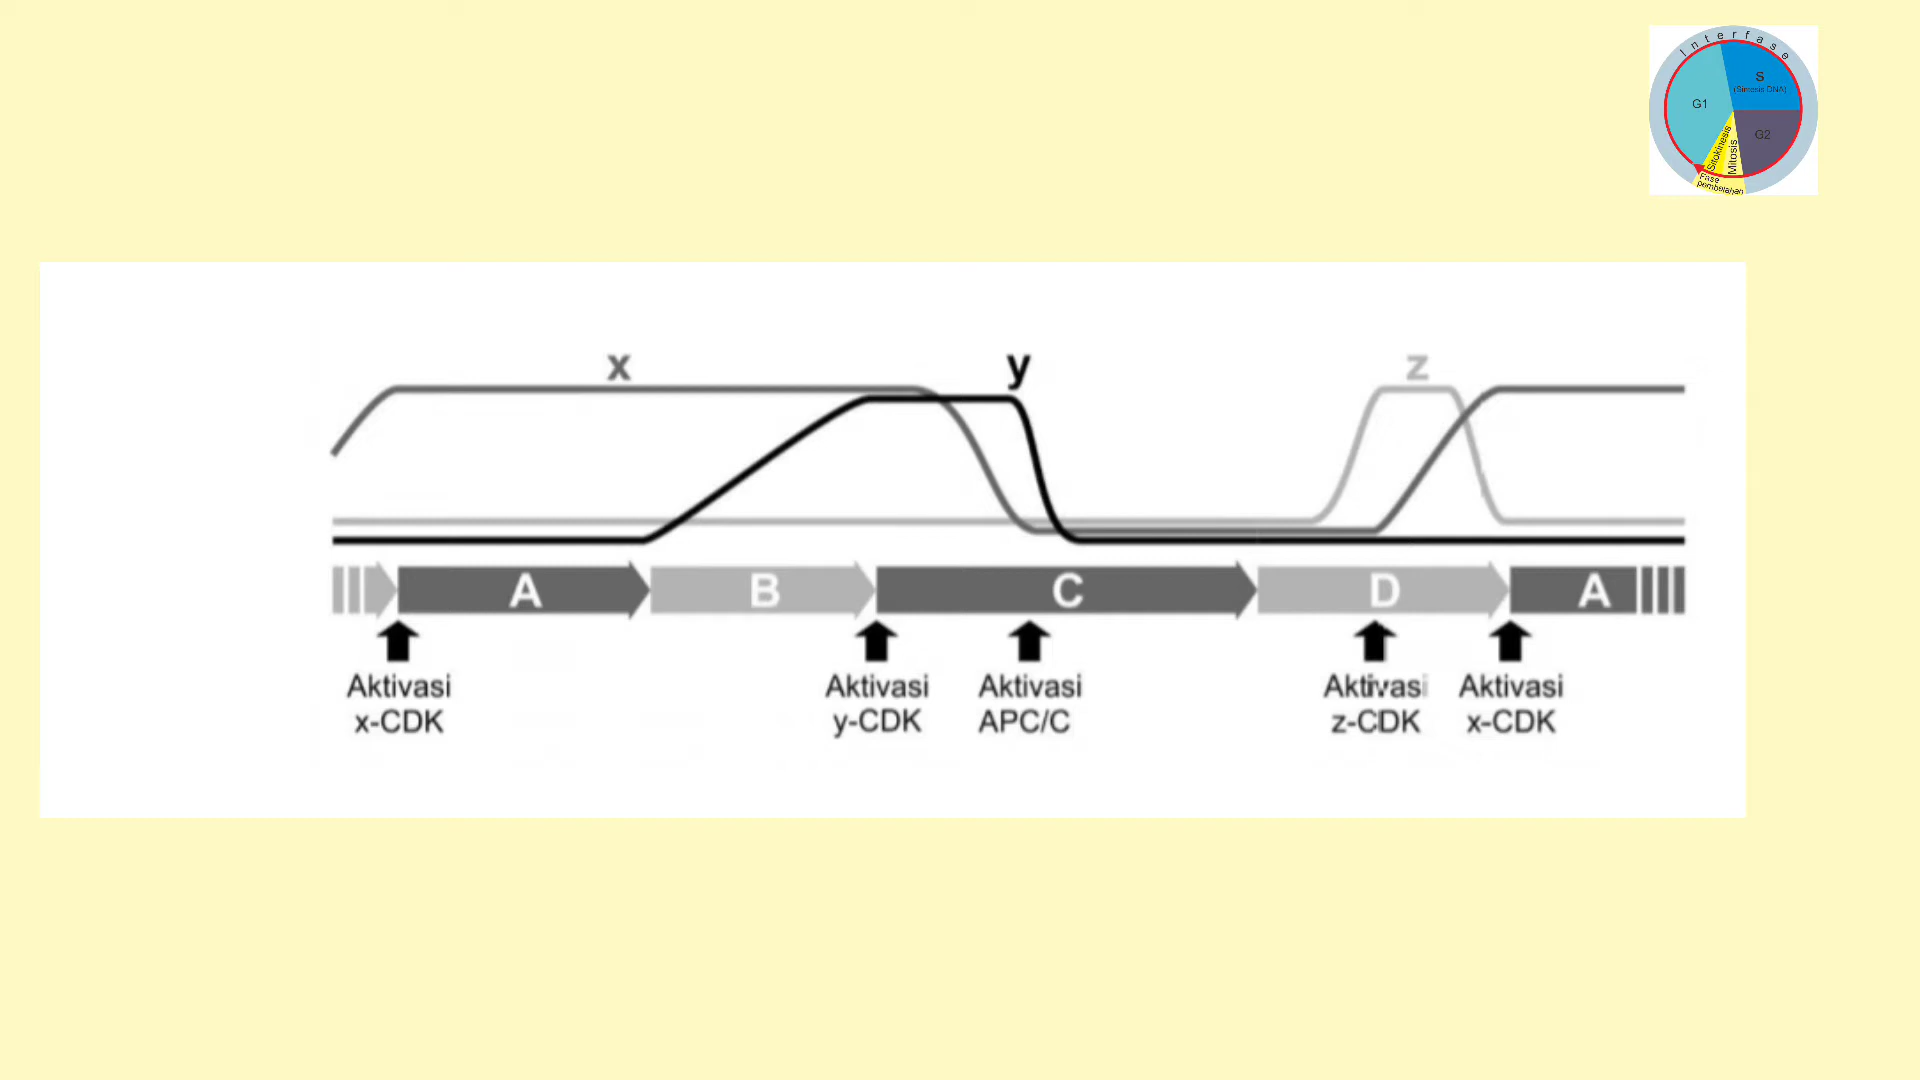 Interfase
S
(Sintesis DNA)
G1
G2
Sitokinesis
Mitosis
Fase
pembelahan
x
y
z
A
B
C
D
A
Aktivasi
x-CDK
Aktivasi
y-CDK
Aktivasi
APC/C
Aktivasi
z-CDK
Aktivasi
x-CDK